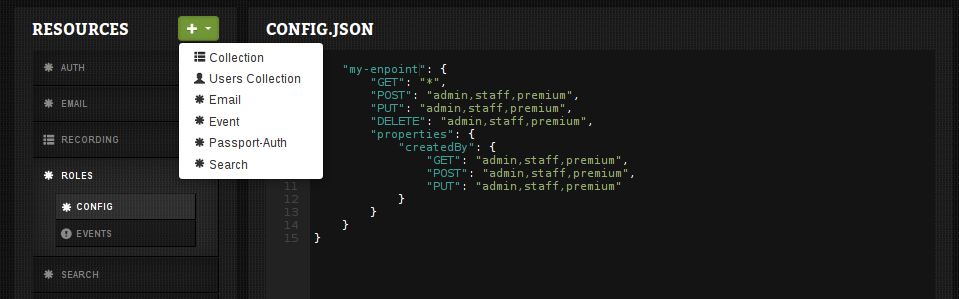 RESOURCES
AUTH
EMAIL
RECORDING
ROLES
CONFIG
EVENTS
SEARCH
Collection
Users Collection
Email
Event
Passport-Auth
Search
CONFIG.JSON
"my-enpoint": {
"GET": "*",
"POST": "admin,staff,premium",
"PUT": "admin,staff,premium",
"DELETE": "admin,staff,premium",
"properties": {
"createdBy": {
"GET": "admin,staff,premium",
"POST": "admin,staff,premium",
11 "PUT": "admin,staff,premium"
12 }
13 }
14 }
15 }